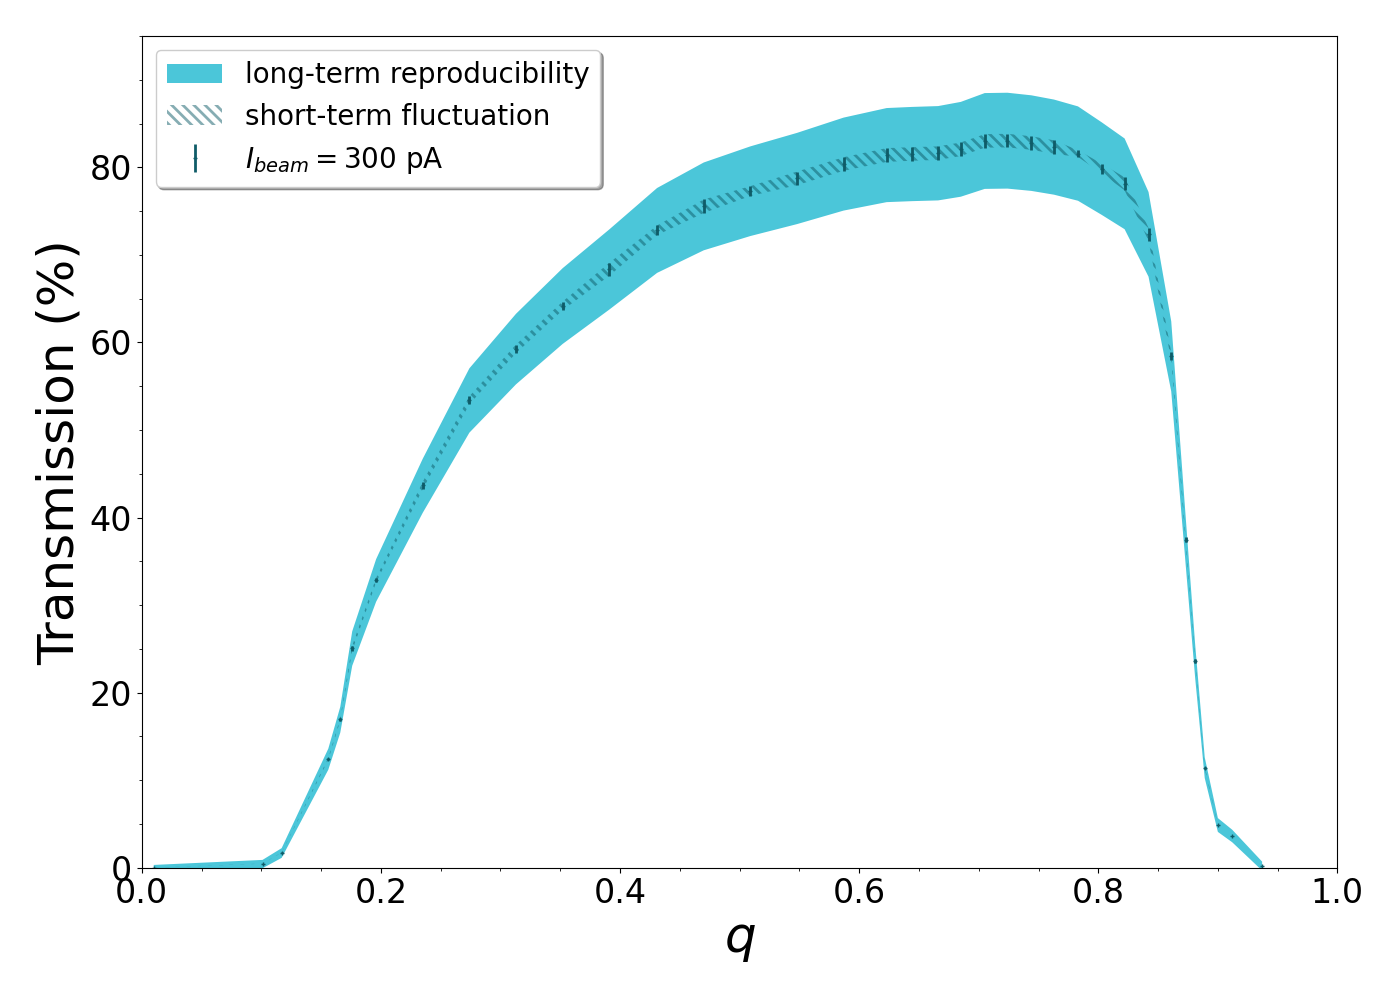 long-term reproducibility
short-term fluctuation
I_beam = 300 pA
Transmission (%)
80
60
40
20
0
0.0 0.2 0.4 0.6 0.8 1.0
q